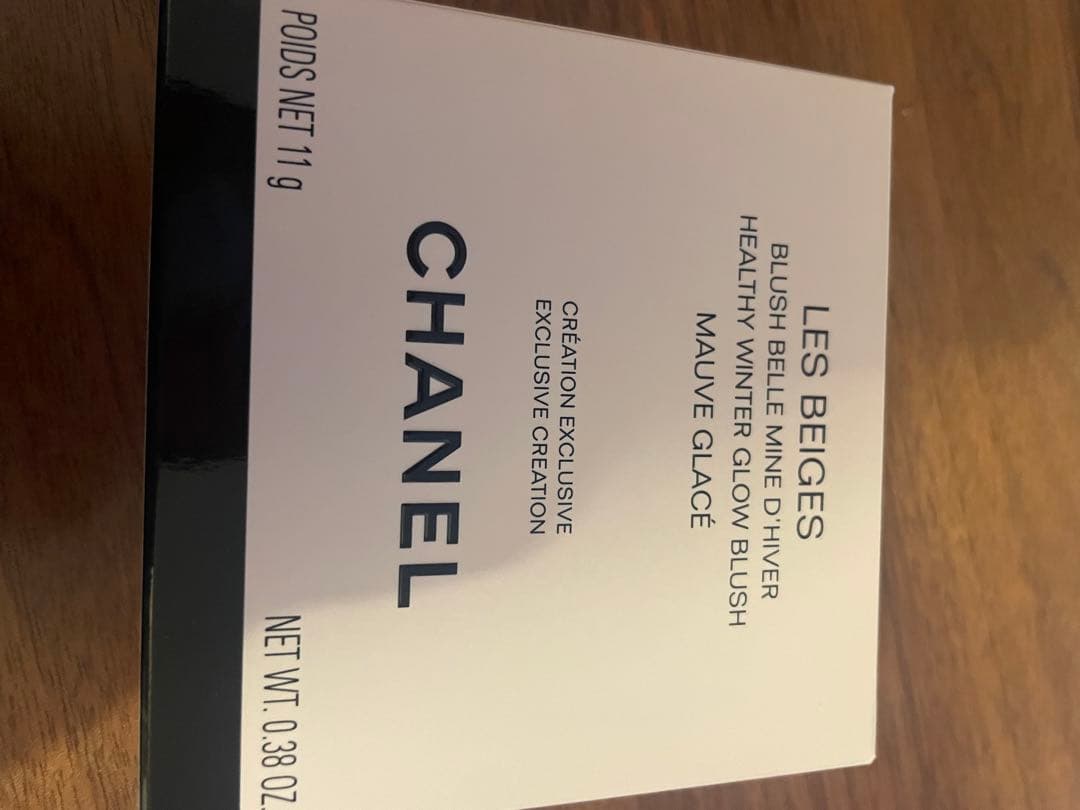 LES BEIGES
BLUSH BELLE MINE D'HIVER
HEALTHY WINTER GLOW BLUSH
MAUVE GLACÉ
CRÉATION EXCLUSIVE
EXCLUSIVE CREATION
CHANEL
POIDS NET 11 g
NET WT. 0.38 OZ.